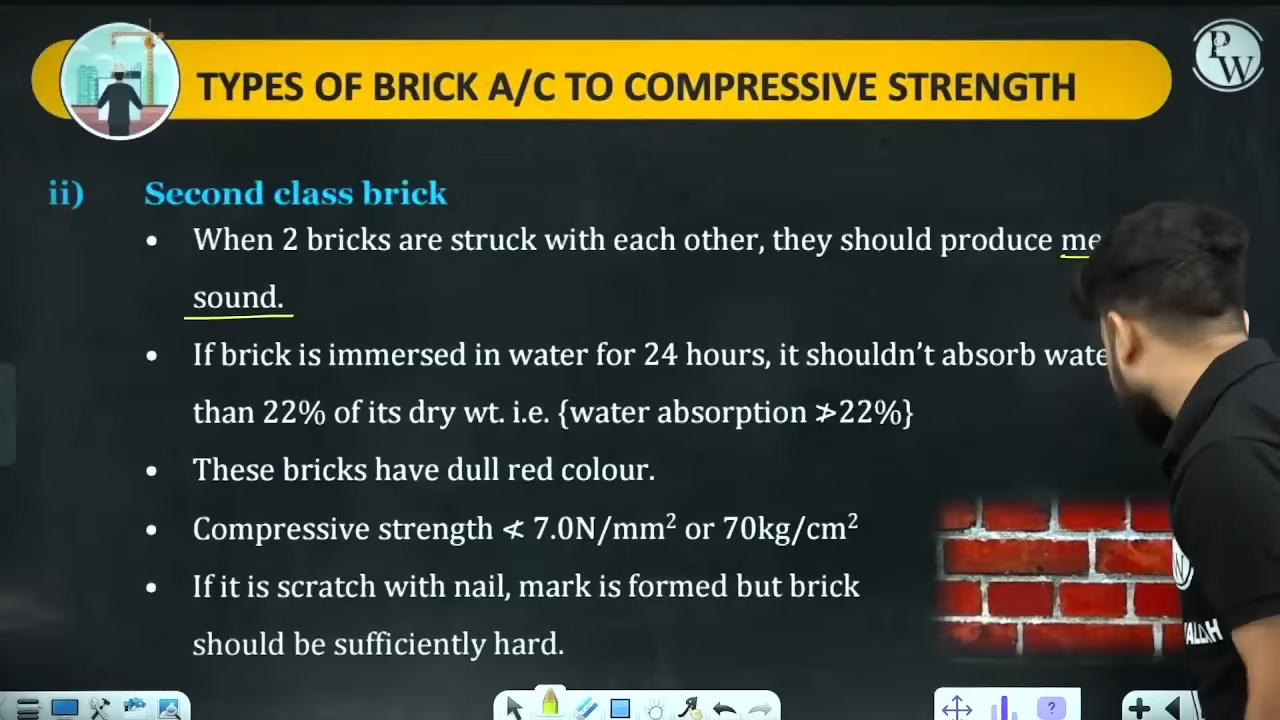 PW
TYPES OF BRICK A/C TO COMPRESSIVE STRENGTH
ii) Second class brick
• When 2 bricks are struck with each other, they should produce
sound.
• If brick is immersed in water for 24 hours, it shouldn't absorb
than 22% of its dry wt. i.e. {water absorption ≯22%}
• These bricks have dull red colour.
• Compressive strength ≮ 7.0N/mm² or 70kg/cm²
• If it is scratch with nail, mark is formed but brick
should be sufficiently hard.